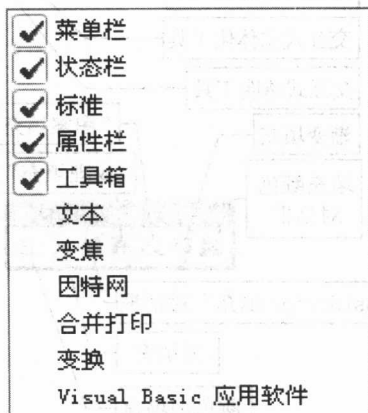 菜单栏
状态栏
标准
属性栏
工具箱
文本
变焦
因特网
合并打印
变换
Visual Basic 应用软件